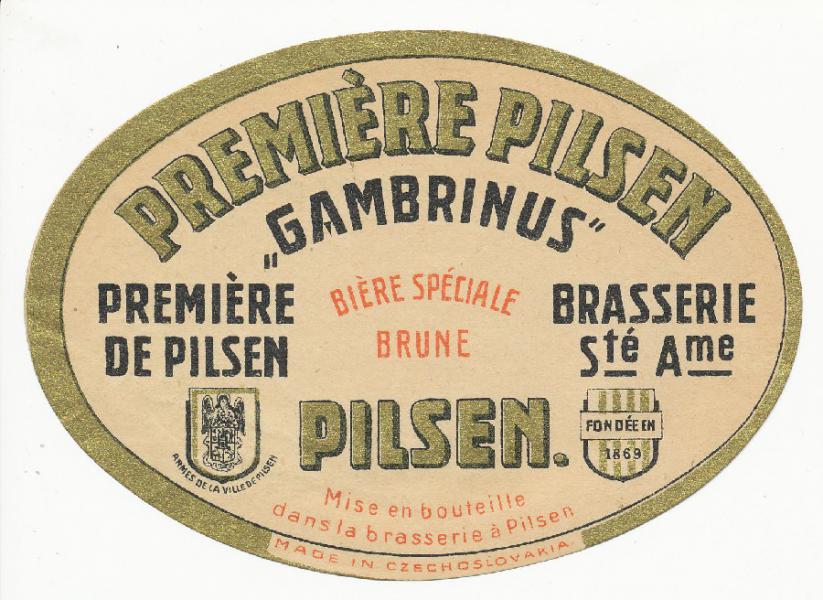 PREMIÈRE PILSEN
„GAMBRINUS”
PREMIÈRE
DE PILSEN
BIÈRE SPÉCIALE
BRUNE
BRASSERIE
Sté Ame
PILSEN.
ARMES DE LA VILLE DE PILSEN
FONDÉE EN
1869
Mise en bouteille
dans la brasserie à Pilsen
MADE IN CZECHOSLOVAKIA.